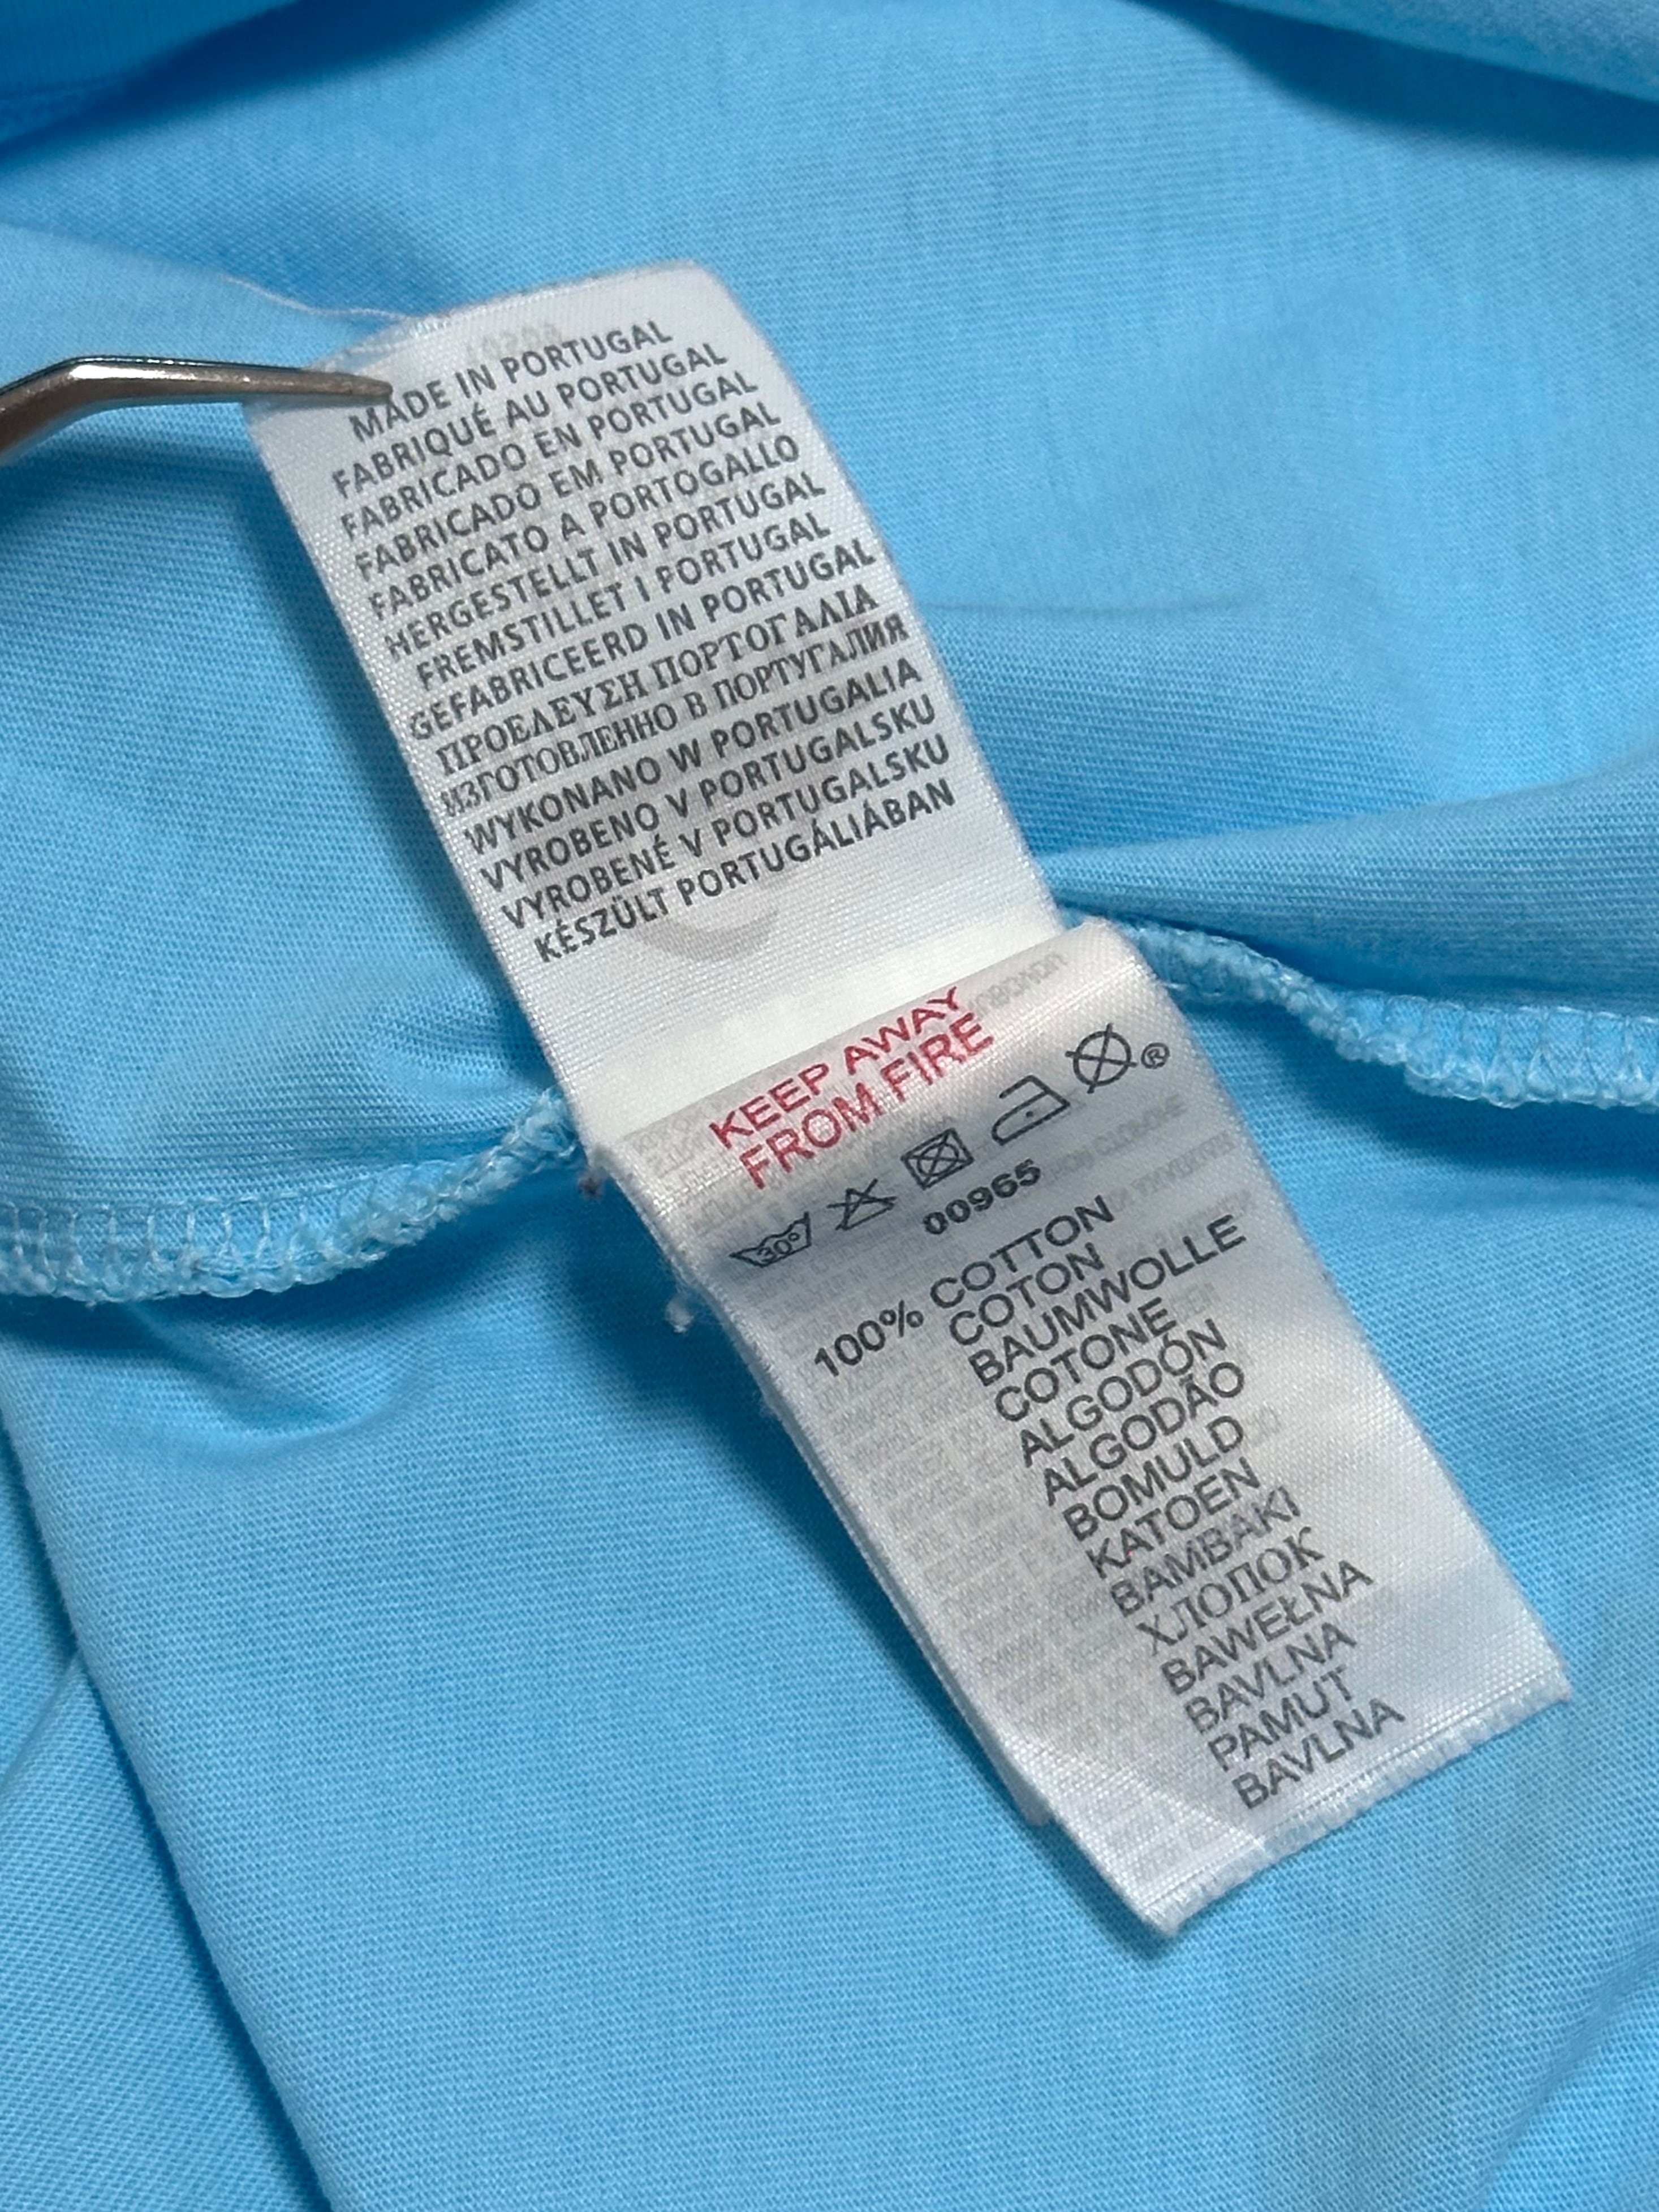 MADE IN PORTUGAL
FABRIQUÉ AU PORTUGAL
FABRICADO EN PORTUGAL
FABRICADO EM PORTUGAL
FABRICATO A PORTOGALLO
HERGESTELLT IN PORTUGAL
FREMSTILLET I PORTUGAL
GEFABRICEERD IN PORTUGAL
ΠΡΟΕΛΕΥΣΗ ΠΟΡΤΟΓΑΛΙΑ
ИЗГОТОВЛЕННО В ПОРТУГАЛИЯ
WYKONANO W PORTUGALIA
VYROBENO V PORTUGALSKU
VYROBENÉ V PORTUGALSKU
KÉSZÜLT PORTUGÁLIÁBAN
KEEP AWAY
FROM FIRE
30° ®
00965
100% COTTON
COTON
BAUMWOLLE
COTONE
ALGODÓN
ALGODÃO
BOMULD
KATOEN
BAMBAKI
ХЛОПОК
BAWEŁNA
BAVLNA
PAMUT
BAVLNA